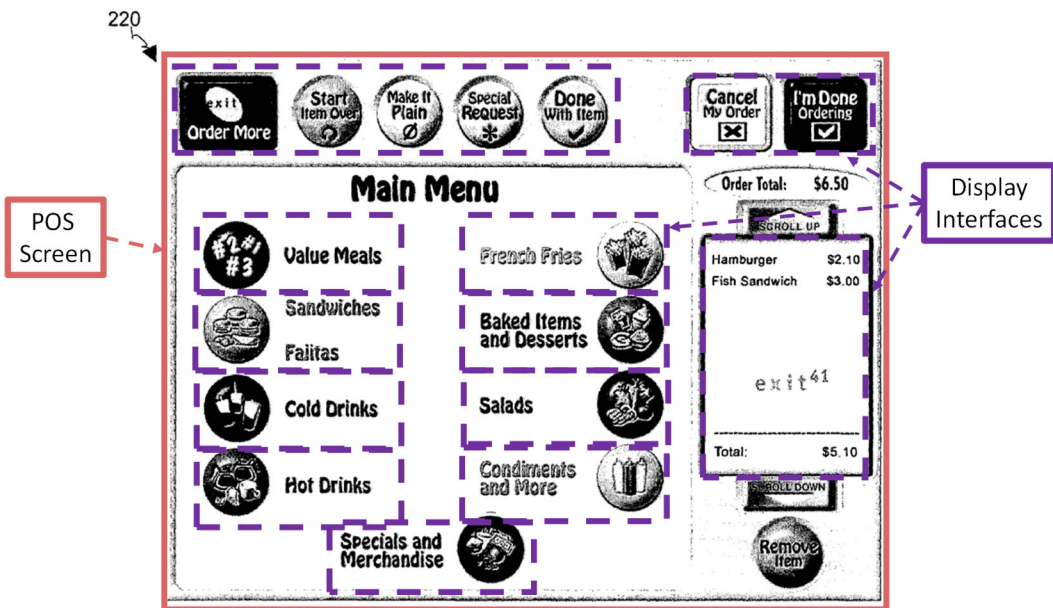 220
exit
Order More
Start
Item Over
Make It
Plain
Ø
Special
Request
*
Done
With Item
Cancel
My Order
I'm Done
Ordering
Main Menu
Order Total: $6.50
SCROLL UP
POS
Screen
Display
Interfaces
#2 #1
#3
Value Meals
French Fries
Hamburger $2.10
Fish Sandwich $3.00
Sandwiches
Fajitas
Baked Items
and Desserts
exit41
Cold Drinks
Salads
Total: $5.10
Hot Drinks
Condiments
and More
SCROLL DOWN
Specials and
Merchandise
Remove
Item